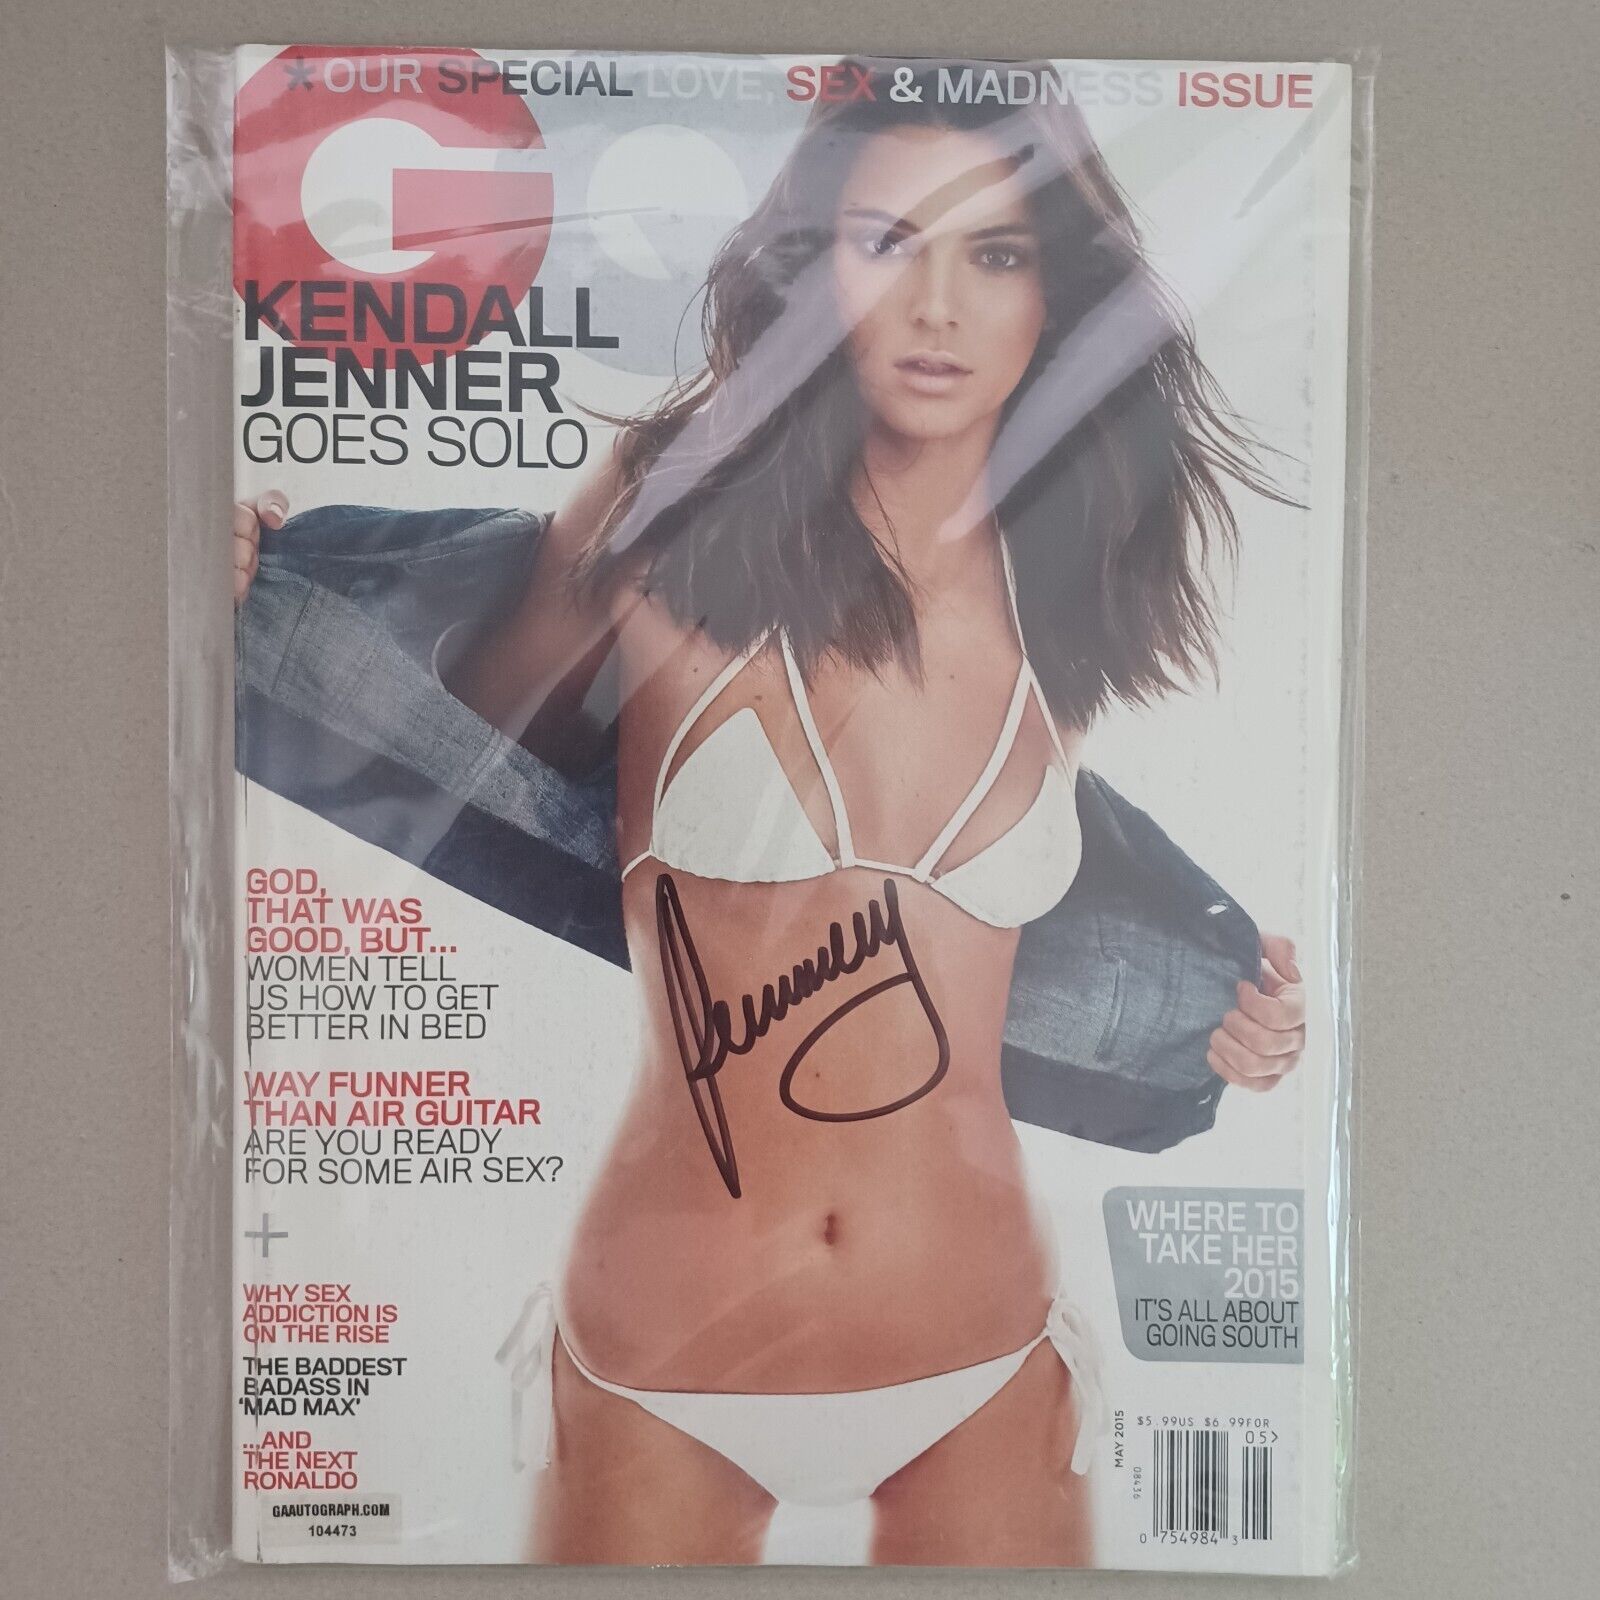 *OUR SPECIAL LOVE, SEX & MADNESS ISSUE
GQ
KENDALL
JENNER
GOES SOLO
GOD,
THAT WAS
GOOD, BUT...
WOMEN TELL
US HOW TO GET
BETTER IN BED
WAY FUNNER
THAN AIR GUITAR
ARE YOU READY
FOR SOME AIR SEX?
+
WHY SEX
ADDICTION IS
ON THE RISE
THE BADDEST
BADASS IN
'MAD MAX'
...AND
THE NEXT
RONALDO
GAAUTOGRAPH.COM
104473
WHERE TO
TAKE HER
2015
IT'S ALL ABOUT
GOING SOUTH
MAY 2015
$5.99US $6.99FOR
05>
08436
0 754984 3